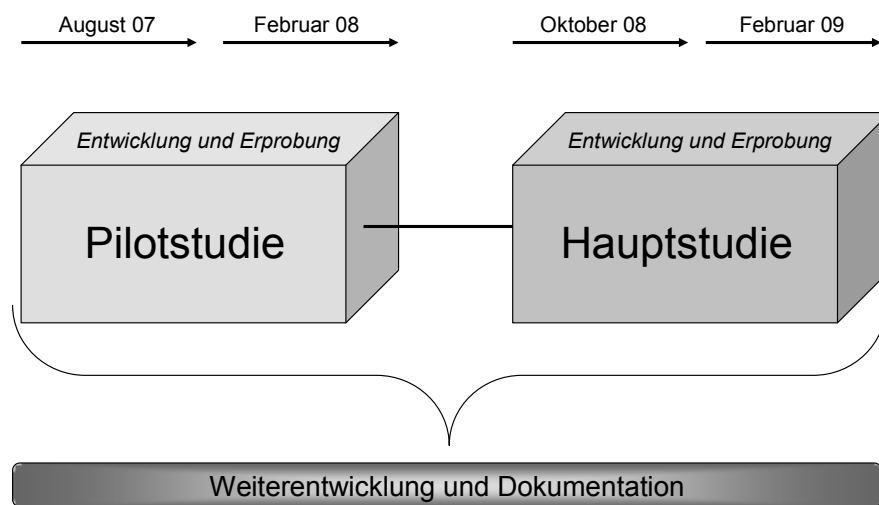 August 07
Februar 08
Oktober 08
Februar 09
Entwicklung und Erprobung
Entwicklung und Erprobung
Pilotstudie
Hauptstudie
Weiterentwicklung und Dokumentation